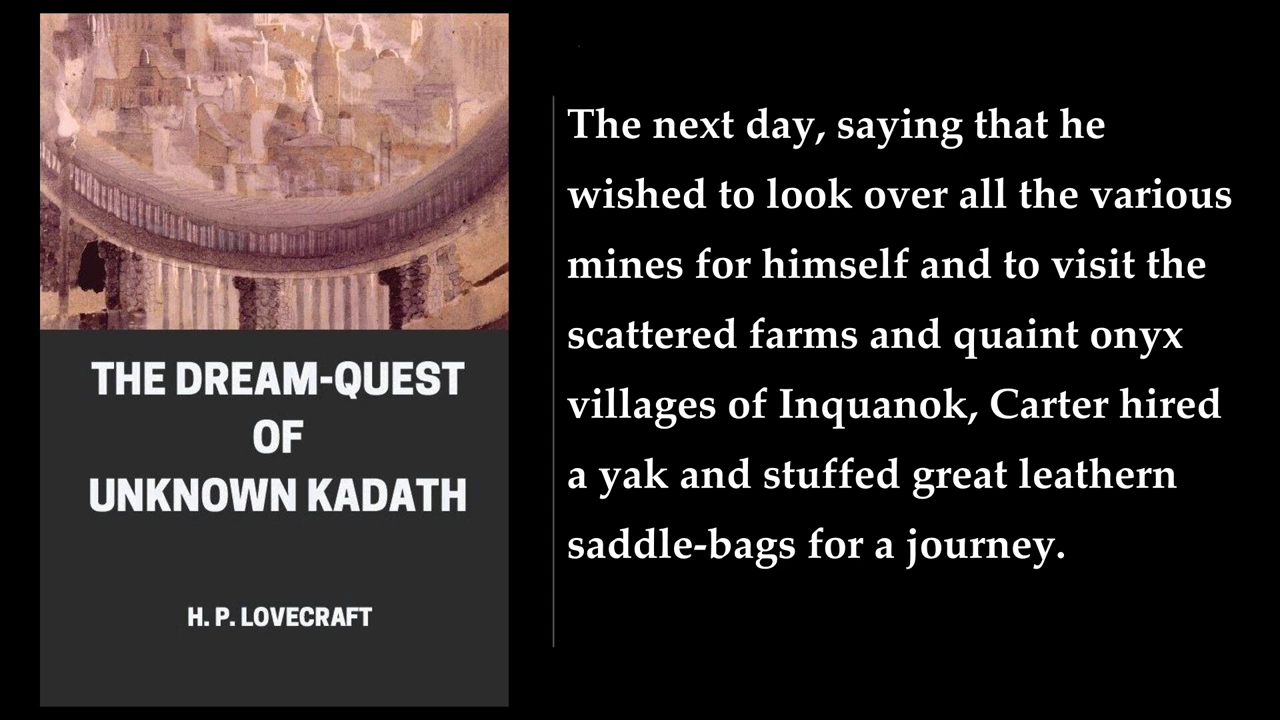 THE DREAM-QUEST
OF
UNKNOWN KADATH
H. P. LOVECRAFT
The next day, saying that he
wished to look over all the various
mines for himself and to visit the
scattered farms and quaint onyx
villages of Inquanok, Carter hired
a yak and stuffed great leathern
saddle-bags for a journey.